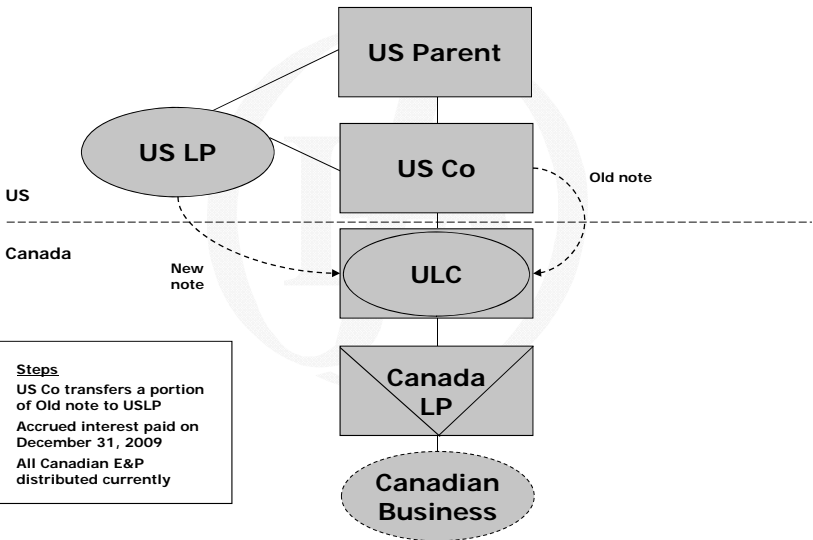 US Parent
US LP
US Co
Old note
US
Canada
New
note
ULC
Steps
US Co transfers a portion
of Old note to USLP
Accrued interest paid on
December 31, 2009
All Canadian E&P
distributed currently
Canada
LP
Canadian
Business